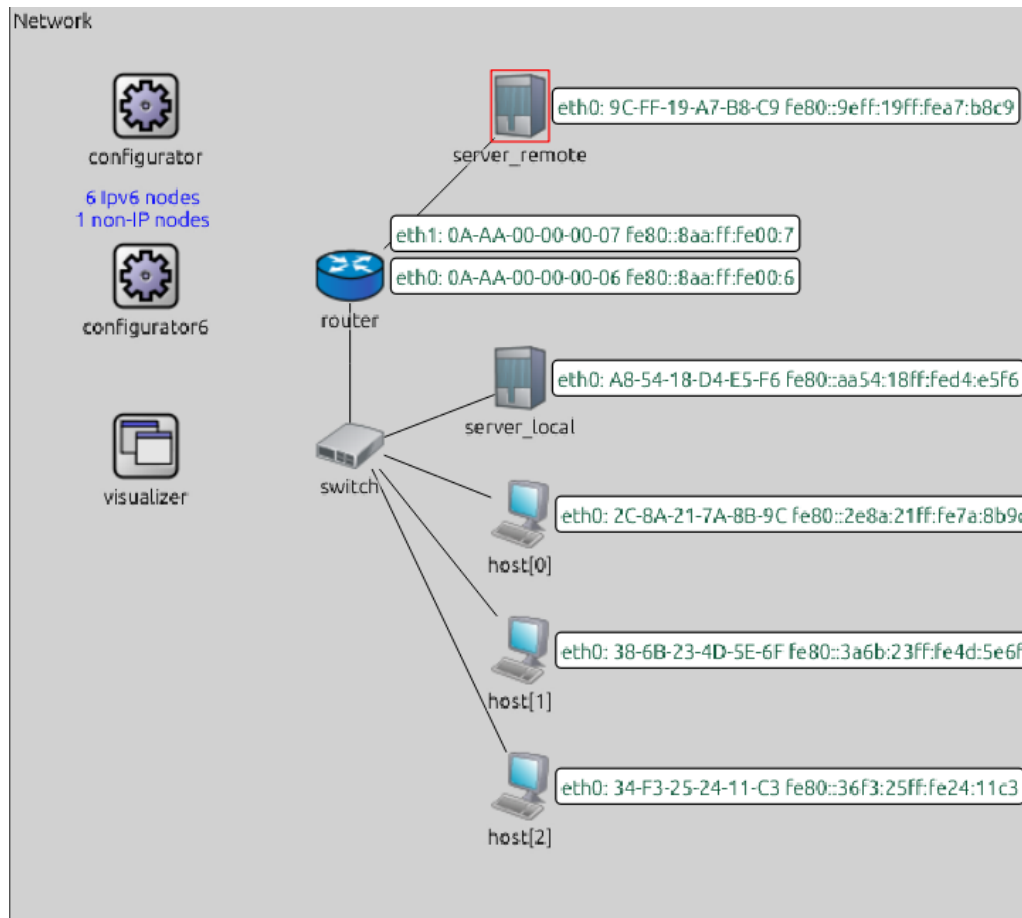 Network
eth0: 9C-FF-19-A7-B8-C9 fe80::9eff:19ff:fea7:b8c9
configurator
server_remote
6 Ipv6 nodes
1 non-IP nodes
eth1: 0A-AA-00-00-00-07 fe80::8aa:ff:fe00:7
eth0: 0A-AA-00-00-00-06 fe80::8aa:ff:fe00:6
router
configurator6
eth0: A8-54-18-D4-E5-F6 fe80::aa54:18ff:fed4:e5f6
server_local
switch
visualizer
eth0: 2C-8A-21-7A-8B-9C fe80::2e8a:21ff:fe7a:8b9c
host[0]
eth0: 38-6B-23-4D-5E-6F fe80::3a6b:23ff:fe4d:5e6f
host[1]
eth0: 34-F3-25-24-11-C3 fe80::36f3:25ff:fe24:11c3
host[2]